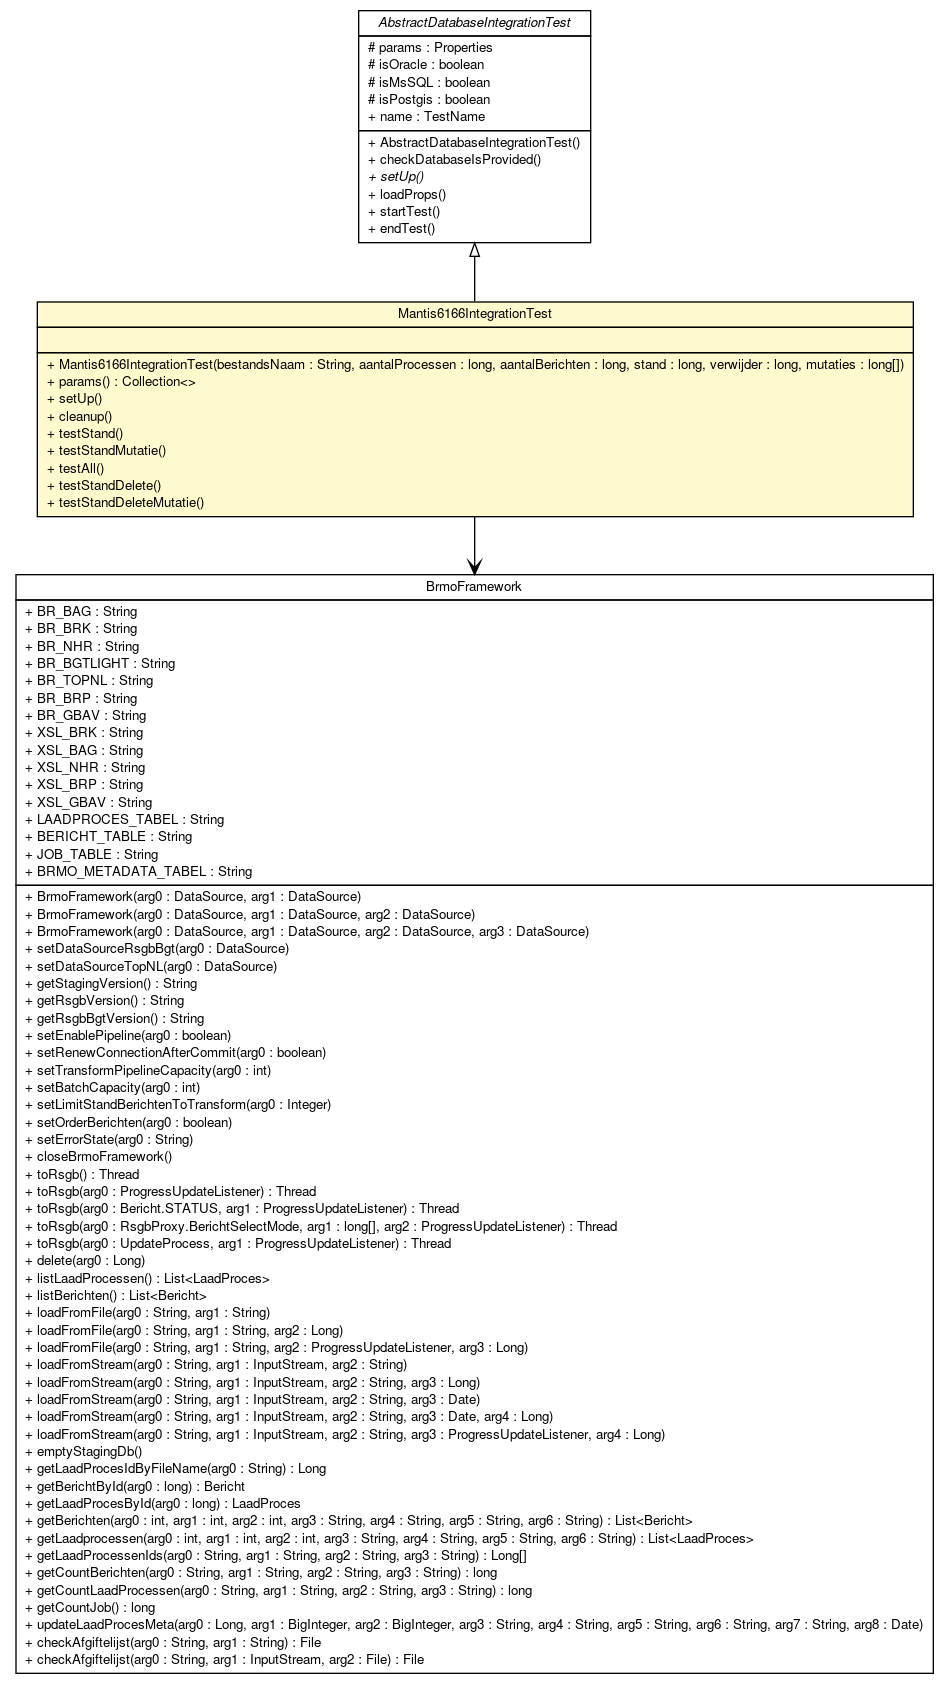 AbstractDatabaseIntegrationTest
# params : Properties
# isOracle : boolean
# isMsSQL : boolean
# isPostgis : boolean
+ name : TestName
+ AbstractDatabaseIntegrationTest()
+ checkDatabaseIsProvided()
+ setUp()
+ loadProps()
+ startTest()
+ endTest()
Mantis6166IntegrationTest
+ Mantis6166IntegrationTest(bestandsNaam : String, aantalProcessen : long, aantalBerichten : long, stand : long, verwijder : long, mutaties : long[])
+ params() : Collection<>
+ setUp()
+ cleanup()
+ testStand()
+ testStandMutatie()
+ testAll()
+ testStandDelete()
+ testStandDeleteMutatie()
BrmoFramework
+ BR_BAG : String
+ BR_BRK : String
+ BR_NHR : String
+ BR_BGTLIGHT : String
+ BR_TOPNL : String
+ BR_BRP : String
+ BR_GBAV : String
+ XSL_BRK : String
+ XSL_BAG : String
+ XSL_NHR : String
+ XSL_BRP : String
+ XSL_GBAV : String
+ LAADPROCES_TABEL : String
+ BERICHT_TABLE : String
+ JOB_TABLE : String
+ BRMO_METADATA_TABEL : String
+ BrmoFramework(arg0 : DataSource, arg1 : DataSource)
+ BrmoFramework(arg0 : DataSource, arg1 : DataSource, arg2 : DataSource)
+ BrmoFramework(arg0 : DataSource, arg1 : DataSource, arg2 : DataSource, arg3 : DataSource)
+ setDataSourceRsgbBgt(arg0 : DataSource)
+ setDataSourceTopNL(arg0 : DataSource)
+ getStagingVersion() : String
+ getRsgbVersion() : String
+ getRsgbBgtVersion() : String
+ setEnablePipeline(arg0 : boolean)
+ setRenewConnectionAfterCommit(arg0 : boolean)
+ setTransformPipelineCapacity(arg0 : int)
+ setBatchCapacity(arg0 : int)
+ setLimitStandBerichtenToTransform(arg0 : Integer)
+ setOrderBerichten(arg0 : boolean)
+ setErrorState(arg0 : String)
+ closeBrmoFramework()
+ toRsgb() : Thread
+ toRsgb(arg0 : ProgressUpdateListener) : Thread
+ toRsgb(arg0 : Bericht.STATUS, arg1 : ProgressUpdateListener) : Thread
+ toRsgb(arg0 : RsgbProxy.BerichtSelectMode, arg1 : long[], arg2 : ProgressUpdateListener) : Thread
+ toRsgb(arg0 : UpdateProcess, arg1 : ProgressUpdateListener) : Thread
+ delete(arg0 : Long)
+ listLaadProcessen() : List<LaadProces>
+ listBerichten() : List<Bericht>
+ loadFromFile(arg0 : String, arg1 : String)
+ loadFromFile(arg0 : String, arg1 : String, arg2 : Long)
+ loadFromFile(arg0 : String, arg1 : String, arg2 : ProgressUpdateListener, arg3 : Long)
+ loadFromStream(arg0 : String, arg1 : InputStream, arg2 : String)
+ loadFromStream(arg0 : String, arg1 : InputStream, arg2 : String, arg3 : Long)
+ loadFromStream(arg0 : String, arg1 : InputStream, arg2 : String, arg3 : Date)
+ loadFromStream(arg0 : String, arg1 : InputStream, arg2 : String, arg3 : Date, arg4 : Long)
+ loadFromStream(arg0 : String, arg1 : InputStream, arg2 : String, arg3 : ProgressUpdateListener, arg4 : Long)
+ emptyStagingDb()
+ getLaadProcesIdByFileName(arg0 : String) : Long
+ getBerichtById(arg0 : long) : Bericht
+ getLaadProcesById(arg0 : long) : LaadProces
+ getBerichten(arg0 : int, arg1 : int, arg2 : int, arg3 : String, arg4 : String, arg5 : String, arg6 : String) : List<Bericht>
+ getLaadprocessen(arg0 : int, arg1 : int, arg2 : int, arg3 : String, arg4 : String, arg5 : String, arg6 : String) : List<LaadProces>
+ getLaadProcessenIds(arg0 : String, arg1 : String, arg2 : String, arg3 : String) : Long[]
+ getCountBerichten(arg0 : String, arg1 : String, arg2 : String, arg3 : String) : long
+ getCountLaadProcessen(arg0 : String, arg1 : String, arg2 : String, arg3 : String) : long
+ getCountJob() : long
+ updateLaadProcesMeta(arg0 : Long, arg1 : BigInteger, arg2 : BigInteger, arg3 : String, arg4 : String, arg5 : String, arg6 : String, arg7 : String, arg8 : Date)
+ checkAfgiftelijst(arg0 : String, arg1 : String) : File
+ checkAfgiftelijst(arg0 : String, arg1 : InputStream, arg2 : File) : File